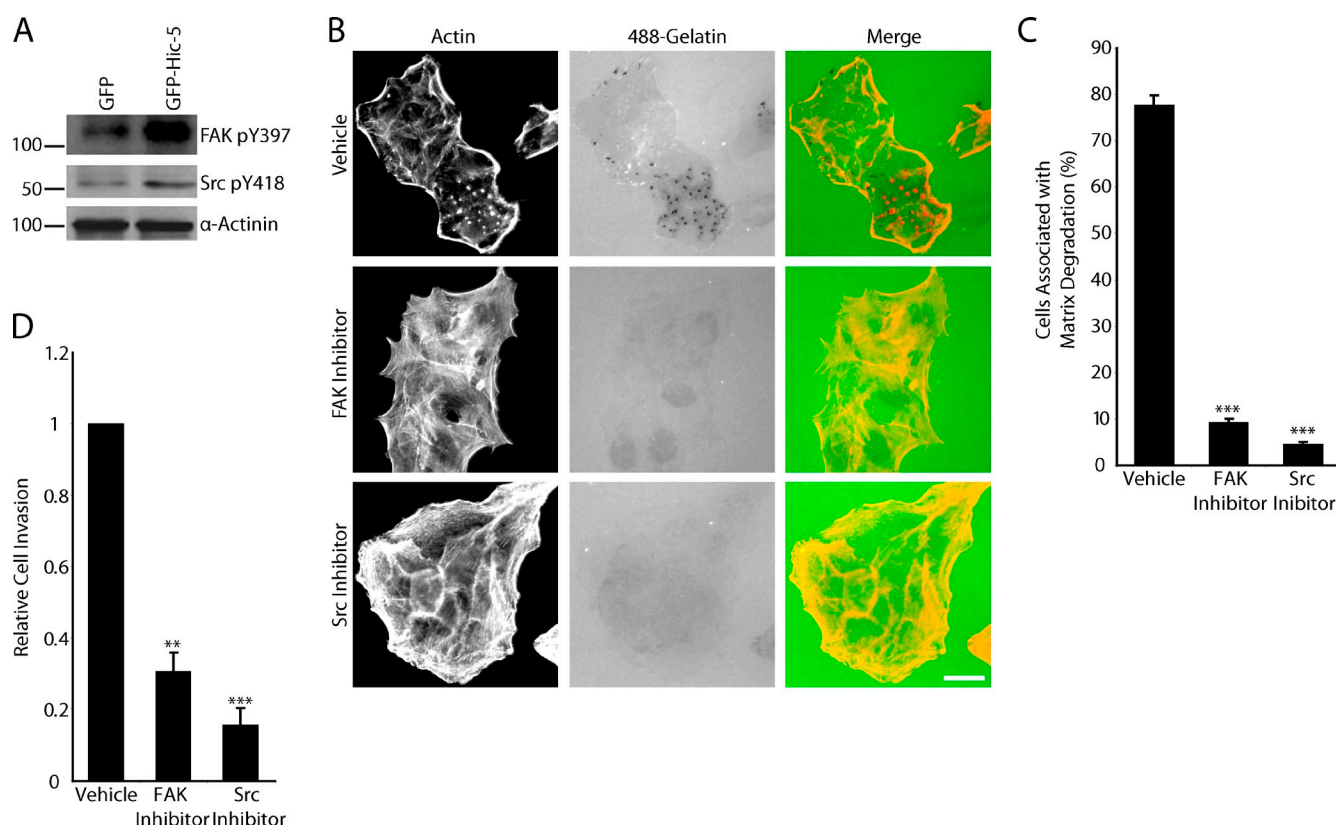 A
GFP
GFP-Hic-5
100
FAK pY397
50
Src pY418
100
α-Actinin
B
Actin
488-Gelatin
Merge
Vehicle
FAK Inhibitor
Src Inhibitor
C
Cells Associated with
Matrix Degradation (%)
90
80
70
60
50
40
30
20
10
0
***
***
Vehicle
FAK
Inhibitor
Src
Inibitor
D
Relative Cell Invasion
1.2
1
0.8
0.6
0.4
0.2
0
**
***
Vehicle
FAK
Inhibitor
Src
Inhibitor